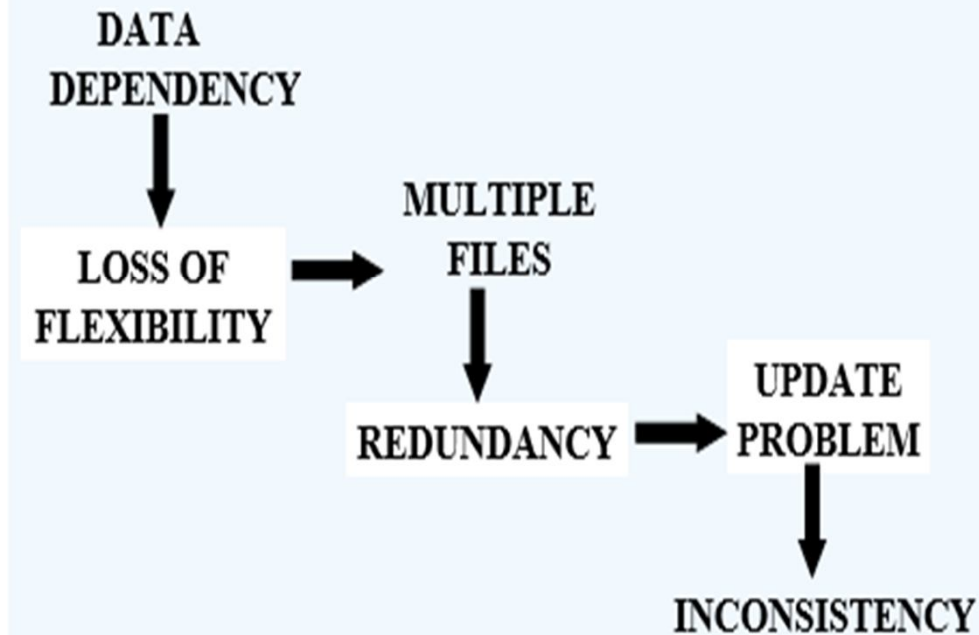 DATA
DEPENDENCY
LOSS OF
FLEXIBILITY
MULTIPLE
FILES
REDUNDANCY
UPDATE
PROBLEM
INCONSISTENCY